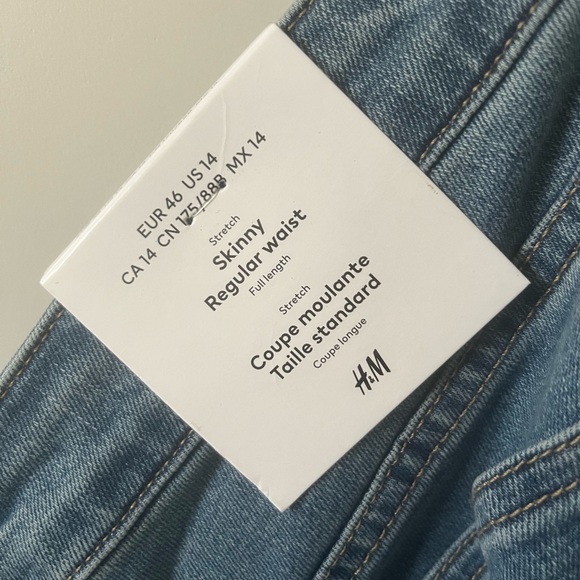 EUR 46 US 14
CA 14 CN 175/88B MX 14
Stretch
Skinny
Regular waist
Full length
Stretch
Coupe moulante
Taille standard
Coupe longue
H&M